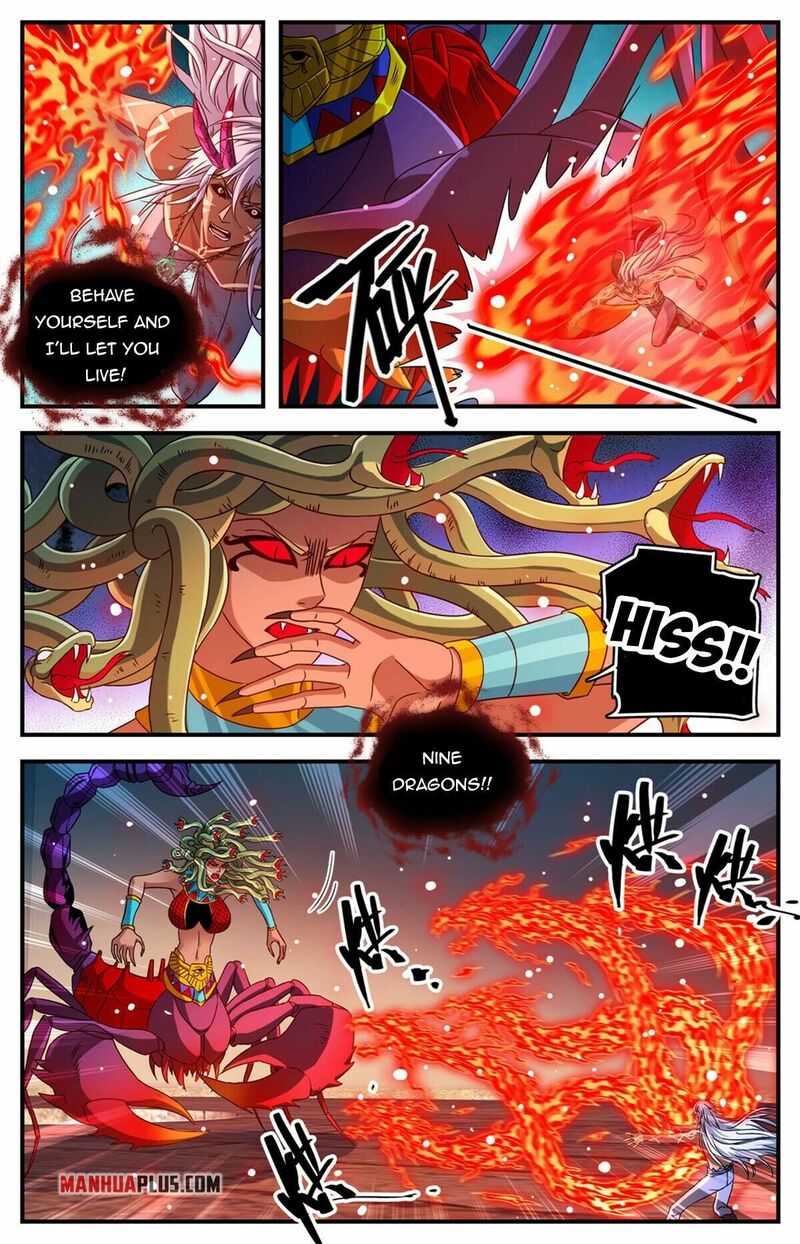 BEHAVE
YOURSELF AND
I'LL LET YOU
LIVE!
HISS!!
NINE
DRAGONS!!
MANHUAPLUS.COM